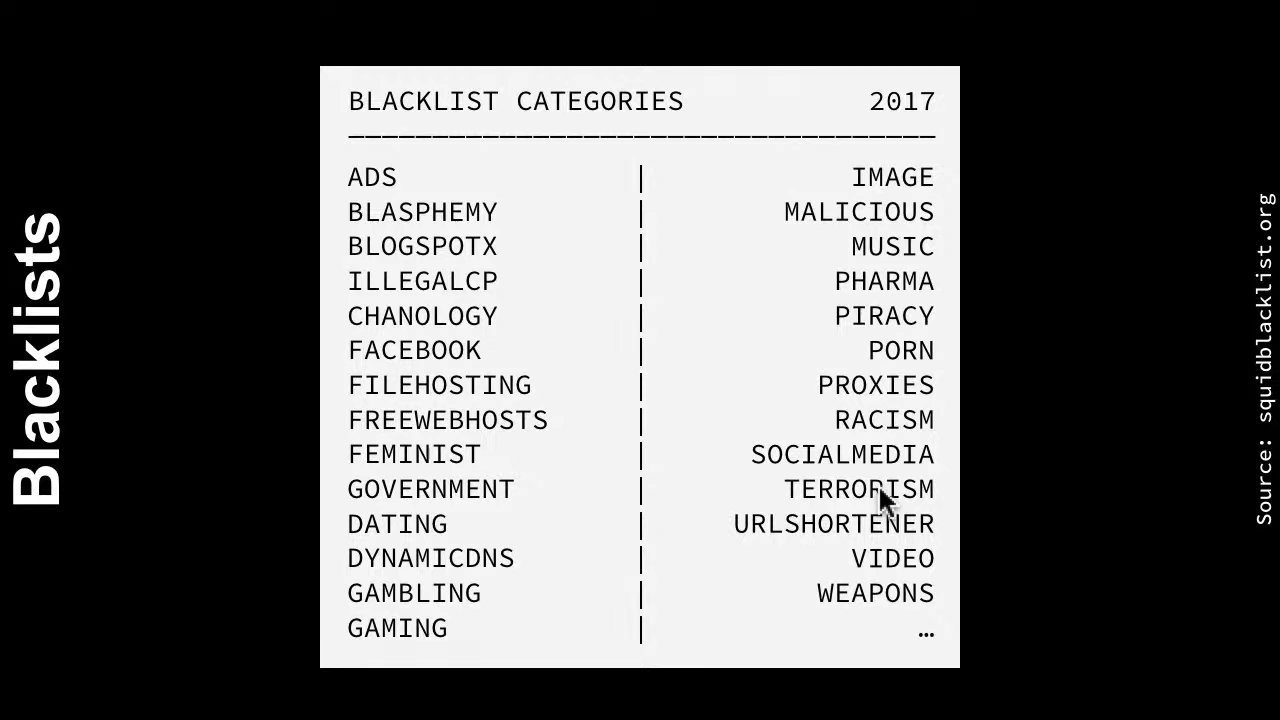 Blacklists
BLACKLIST CATEGORIES 2017
ADS | IMAGE
BLASPHEMY | MALICIOUS
BLOGSPOTX | MUSIC
ILLEGALCP | PHARMA
CHANOLOGY | PIRACY
FACEBOOK | PORN
FILEHOSTING | PROXIES
FREEWEBHOSTS | RACISM
FEMINIST | SOCIALMEDIA
GOVERNMENT | TERRORISM
DATING | URLSHORTENER
DYNAMICDNS | VIDEO
GAMBLING | WEAPONS
GAMING | …
Source: squidblacklist.org